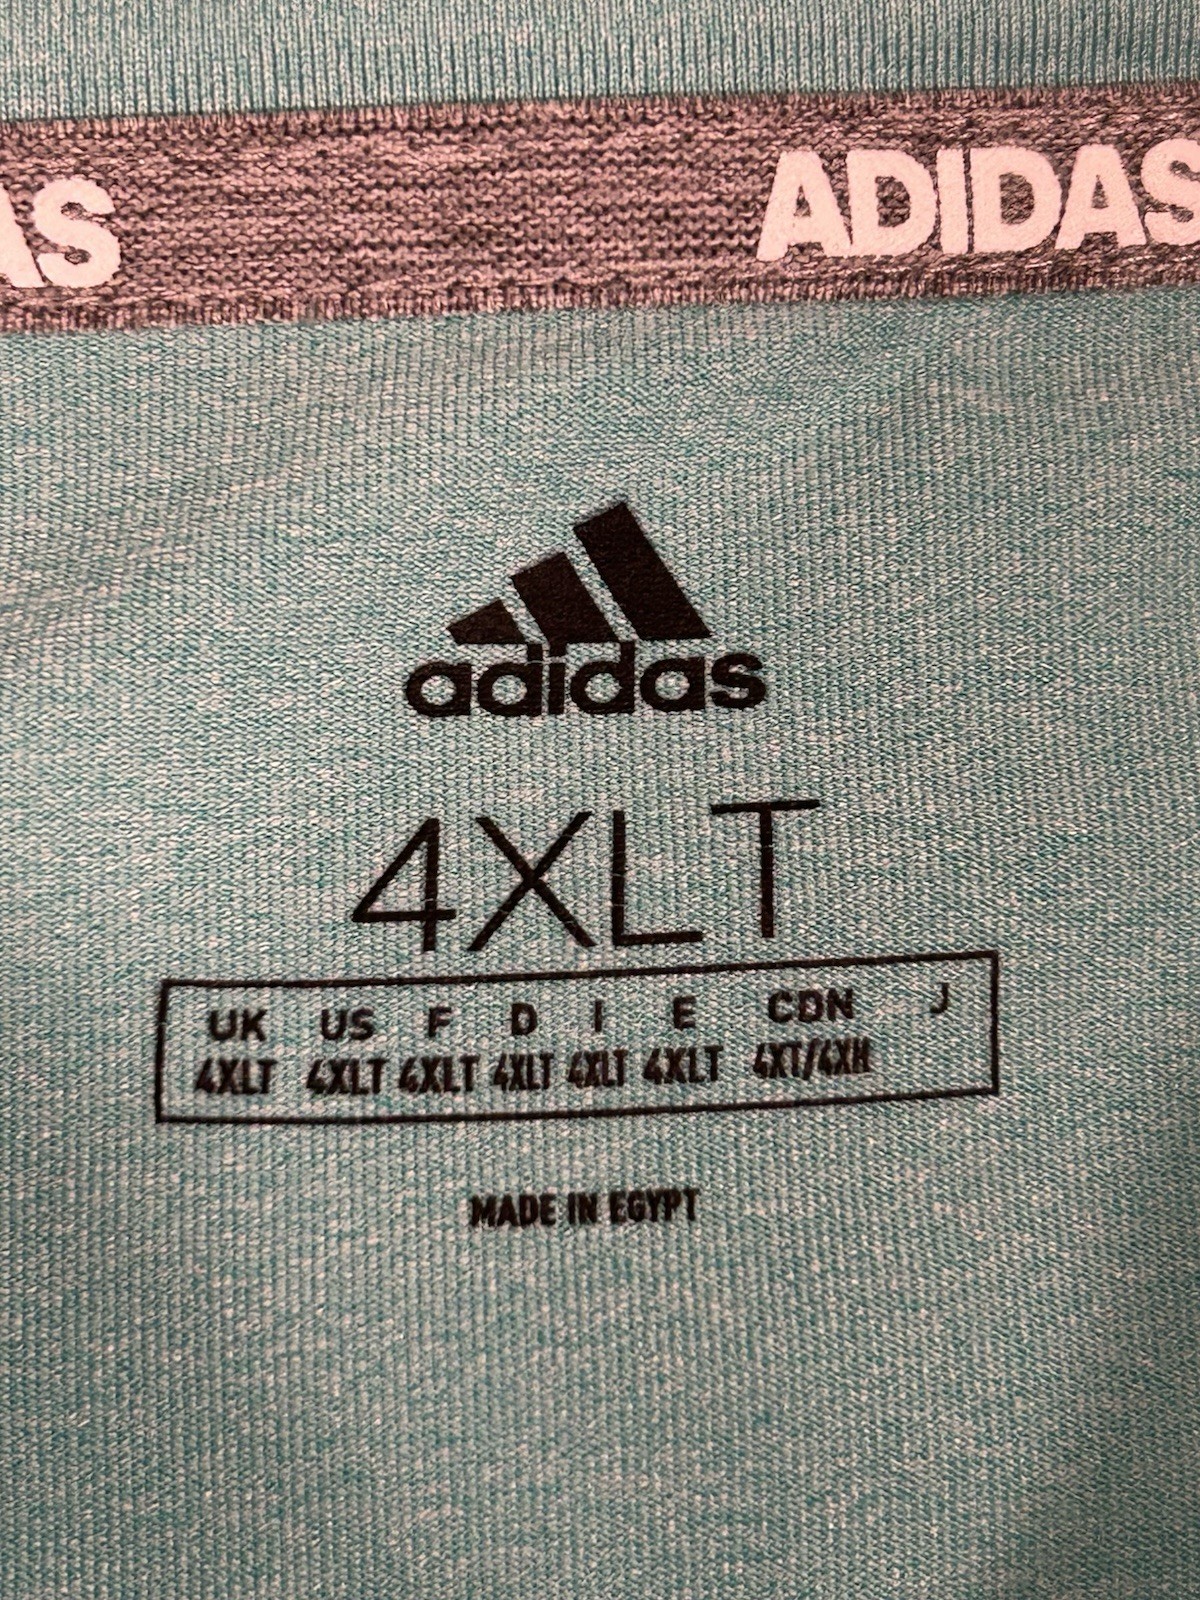 AS ADIDAS
adidas
4XLT
UK US F D I E CDN J
4XLT 4XLT 4XLT 4XLT 4XLT 4XLT 4XT/4XH
MADE IN EGYPT